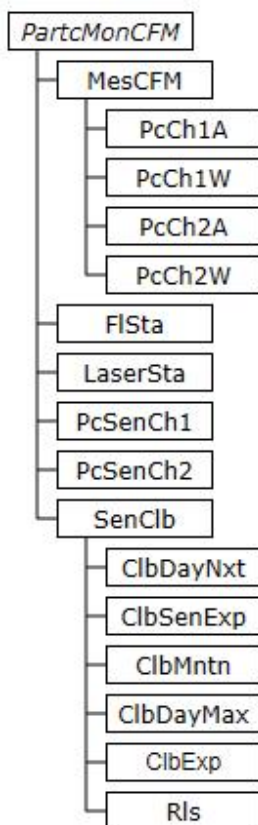 PartcMonCFM
MesCFM
PcCh1A
PcCh1W
PcCh2A
PcCh2W
FlSta
LaserSta
PcSenCh1
PcSenCh2
SenClb
ClbDayNxt
ClbSenExp
ClbMntn
ClbDayMax
ClbExp
Rls